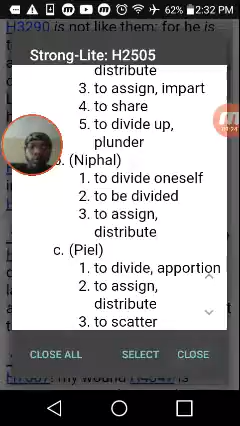 62% 2:32 PM
H3290 is not like them: for he is
Strong-Lite: H2505
distribute
3. to assign, impart
4. to share
5. to divide up,
plunder
b. (Niphal)
1. to divide oneself
2. to be divided
3. to assign,
distribute
c. (Piel)
1. to divide, apportion
2. to assign,
distribute
3. to scatter
CLOSE ALL SELECT CLOSE
my wound